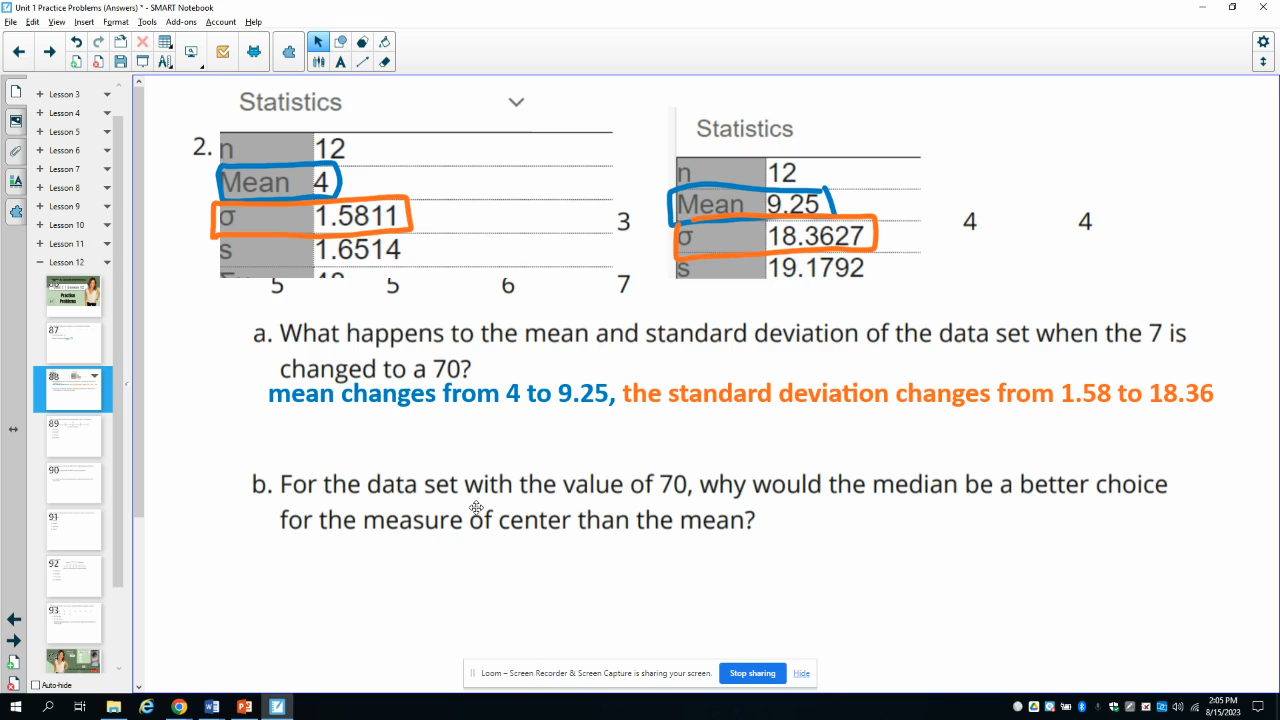 Unit 1 Practice Problems (Answers) * - SMART Notebook
File Edit View Insert Format Tools Add-ons Account Help
Lesson 3
Lesson 4
Lesson 5
Lesson 6
Lesson 7
Lesson 8
Lesson 9
Lesson 10
Lesson 11
Lesson 12
Practice
Problems
87
88
89
90
91
92
93
Auto-hide
Statistics
2. n 12
Mean 4
σ 1.5811
s 1.6514
Statistics
n 12
Mean 9.25
σ 18.3627
s 19.1792
3 4 4
5 5 6 7
a. What happens to the mean and standard deviation of the data set when the 7 is
changed to a 70?
mean changes from 4 to 9.25, the standard deviation changes from 1.58 to 18.36
b. For the data set with the value of 70, why would the median be a better choice
for the measure of center than the mean?
Loom – Screen Recorder & Screen Capture is sharing your screen. Stop sharing Hide
2:05 PM
8/15/2023